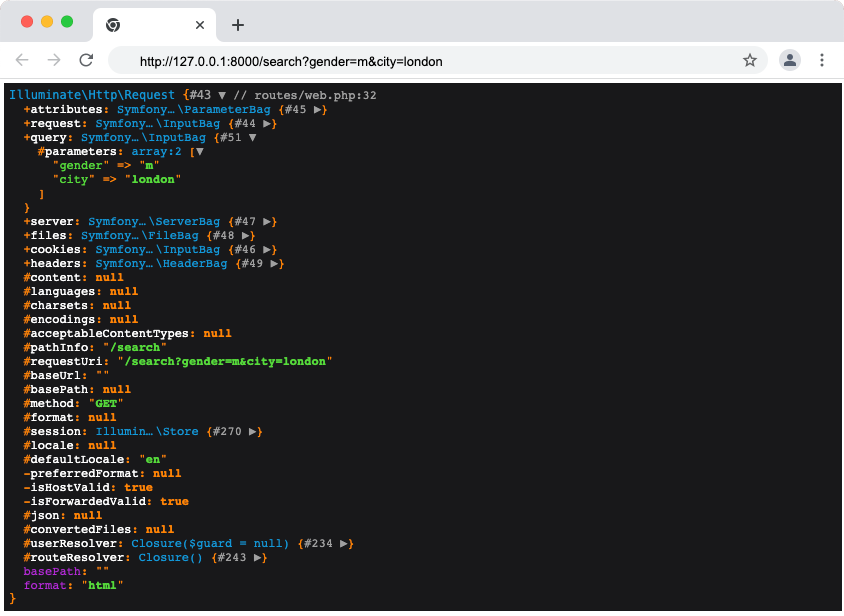 http://127.0.0.1:8000/search?gender=m&city=london
Illuminate\Http\Request {#43 ▼ // routes/web.php:32
+attributes: Symfony…\ParameterBag {#45 ▶}
+request: Symfony…\InputBag {#44 ▶}
+query: Symfony…\InputBag {#51 ▼
#parameters: array:2 [▼
"gender" => "m"
"city" => "london"
]
}
+server: Symfony…\ServerBag {#47 ▶}
+files: Symfony…\FileBag {#48 ▶}
+cookies: Symfony…\InputBag {#46 ▶}
+headers: Symfony…\HeaderBag {#49 ▶}
#content: null
#languages: null
#charsets: null
#encodings: null
#acceptableContentTypes: null
#pathInfo: "/search"
#requestUri: "/search?gender=m&city=london"
#baseUrl: ""
#basePath: null
#method: "GET"
#format: null
#session: Illumin…\Store {#270 ▶}
#locale: null
#defaultLocale: "en"
-preferredFormat: null
-isHostValid: true
-isForwardedValid: true
#json: null
#convertedFiles: null
#userResolver: Closure($guard = null) {#234 ▶}
#routeResolver: Closure() {#243 ▶}
basePath: ""
format: "html"
}